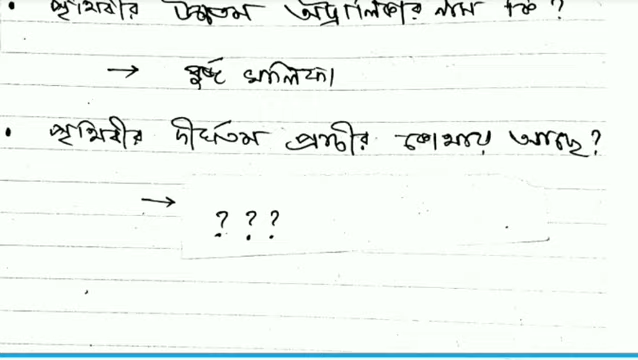 • পৃথিবীর উচ্চতম অট্টালিকার নাম কি?
→ বুর্জ খালিফা।
• পৃথিবীর দীর্ঘতম প্রাচীর কোথায় আছে?
→ ???